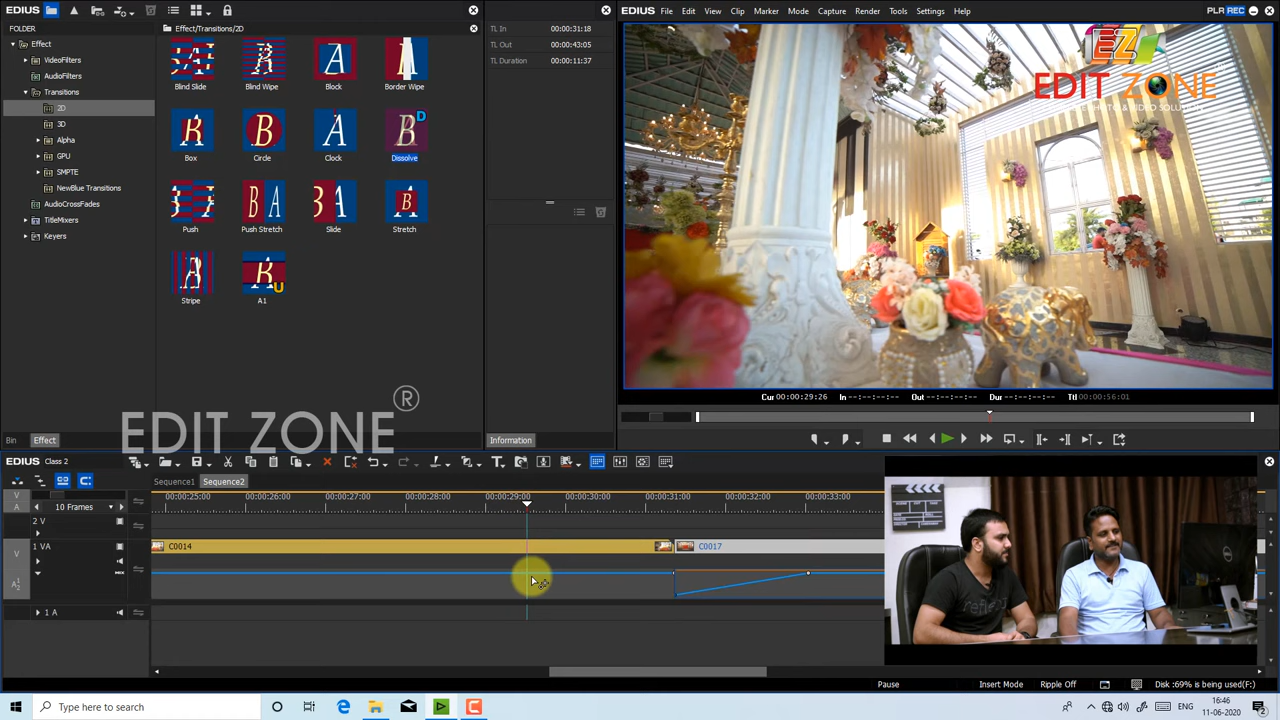 EDIUS
FOLDER
Effect
VideoFilters
AudioFilters
Transitions
2D
3D
Alpha
GPU
SMPTE
NewBlue Transitions
AudioCrossFades
TitleMixers
Keyers
Effect/Transitions/2D
Blind Slide
Blind Wipe
Block
Border Wipe
Box
Circle
Clock
Dissolve
Push
Push Stretch
Slide
Stretch
Stripe
A1
Bin
Effect
TL In 00:00:31:18
TL Out 00:00:43:05
TL Duration 00:00:11:37
Information
EDIUS File Edit View Clip Marker Mode Capture Render Tools Settings Help PLR REC
EZ
EDIT ZONE
PHOTO & VIDEO SOLUTION
Cur 00:00:29:26 In --:--:--:-- Out --:--:--:-- Dur --:--:--:-- Ttl 00:00:56:01
EDIT ZONE ®
EDIUS Class 2
Sequence1 Sequence2
V
A
10 Frames
00:00:25:00 00:00:26:00 00:00:27:00 00:00:28:00 00:00:29:00 00:00:30:00 00:00:31:00 00:00:32:00 00:00:33:00
2 V
1 VA
V
A
C0014
C0017
1 A
Pause Insert Mode Ripple Off Disk :69% is being used(F:)
Type here to search
ENG
16:46
11-06-2020
2